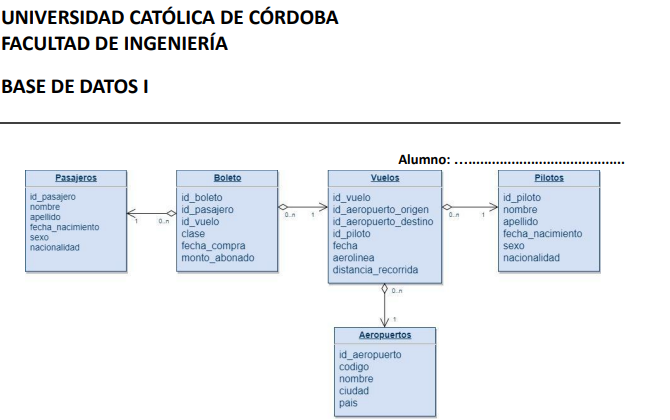 UNIVERSIDAD CATÓLICA DE CÓRDOBA
FACULTAD DE INGENIERÍA
BASE DE DATOS I
Alumno: ….........................................
Pasajeros
id_pasajero
nombre
apellido
fecha_nacimiento
sexo
nacionalidad
1
0..n
Boleto
id_boleto
id_pasajero
id_vuelo
clase
fecha_compra
monto_abonado
0..n
1
Vuelos
id_vuelo
id_aeropuerto_origen
id_aeropuerto_destino
id_piloto
fecha
aerolinea
distancia_recorrida
0..n
1
Pilotos
id_piloto
nombre
apellido
fecha_nacimiento
sexo
nacionalidad
0..n
1
Aeropuertos
id_aeropuerto
codigo
nombre
ciudad
pais